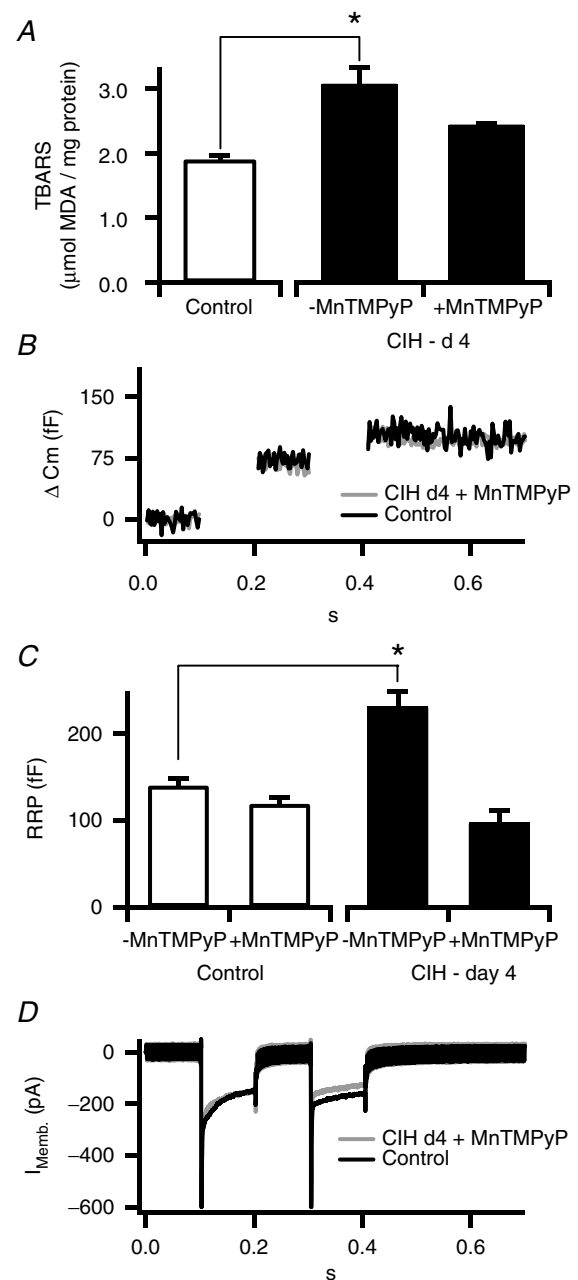 A
*
TBARS
(μmol MDA / mg protein)
3.0
2.0
1.0
0.0
Control
-MnTMPyP
+MnTMPyP
CIH - d 4
B
Δ Cm (fF)
150
75
0
CIH d4 + MnTMPyP
Control
0.0
0.2
0.4
0.6
s
C
*
RRP (fF)
200
100
0
-MnTMPyP
+MnTMPyP
-MnTMPyP
+MnTMPyP
Control
CIH - day 4
D
I Memb. (pA)
0
−200
−400
−600
CIH d4 + MnTMPyP
Control
0.0
0.2
0.4
0.6
s